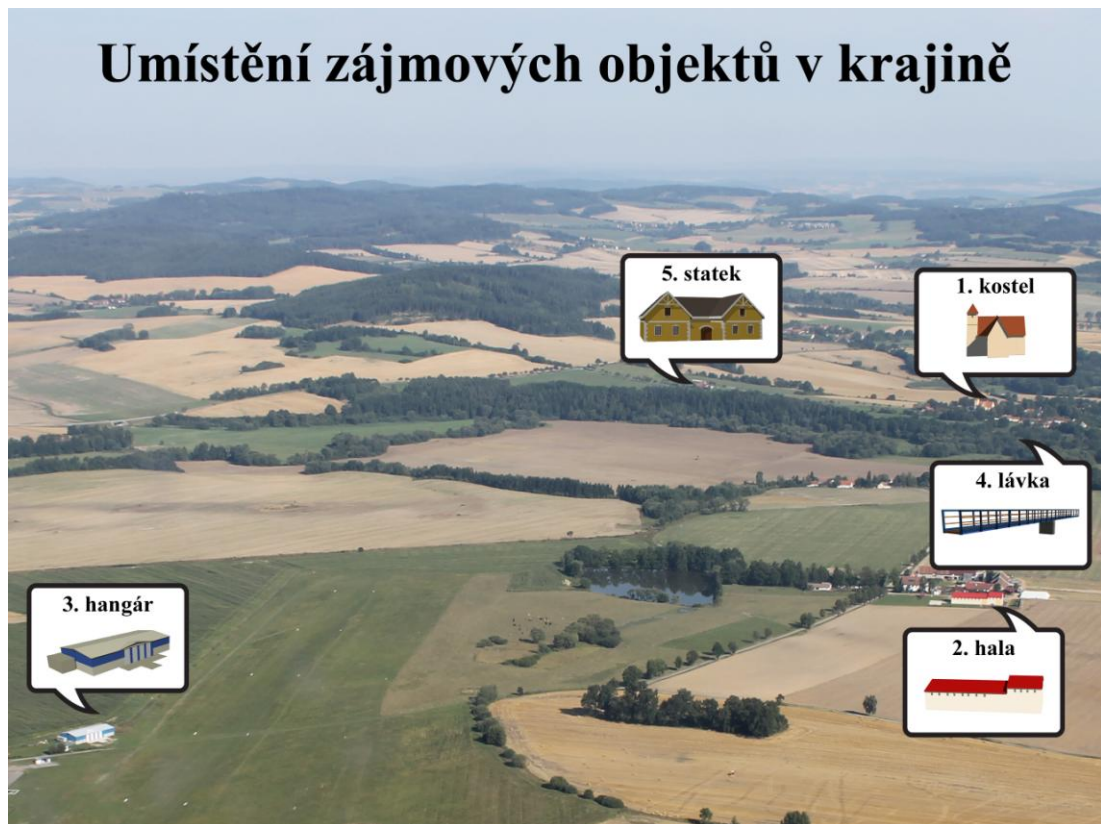 Umístění zájmových objektů v krajině
5. statek
1. kostel
4. lávka
3. hangár
2. hala